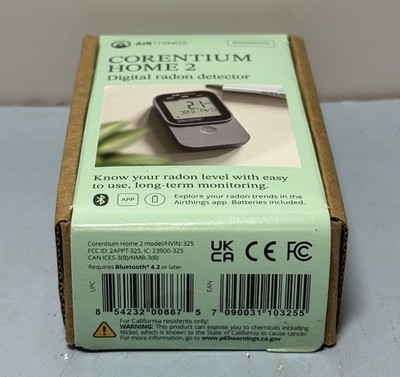 AIRTHINGS
CORENTIUM
HOME 2
Digital radon detector
Know your radon level with easy
to use, long-term monitoring.
APP
Explore your radon trends in the
Airthings app. Batteries included.
Corentium Home 2 model/HVIN: 325
FCC ID: 2APPT-325, IC: 23900-325
CAN ICES-3(B)/NMB-3(B)
Requires Bluetooth® 4.2 or later
UK
CA
CE
FC
UPC
8 54232 00867 5
EAN
7 090031 103255
For California residents only:
WARNING: This product can expose you to chemicals including
Nickel, which is known to the State of California to cause cancer.
For more information, go to www.p65warnings.ca.gov